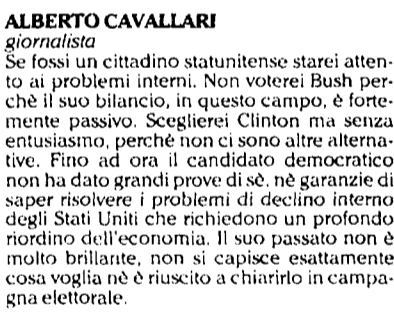 ALBERTO CAVALLARI
giornalista
Se fossi un cittadino statunitense starei atten-
to ai problemi interni. Non voterei Bush per-
chè il suo bilancio, in questo campo, è forte-
mente passivo. Sceglierei Clinton ma senza
entusiasmo, perchè non ci sono altre alterna-
tive. Fino ad ora il candidato democratico
non ha dato grandi prove di sè, nè garanzie di
saper risolvere i problemi di declino interno
degli Stati Uniti che richiedono un profondo
riordino dell'economia. Il suo passato non è
molto brillante, non si capisce esattamente
cosa voglia nè è riuscito a chiarirlo in campa-
gna elettorale.